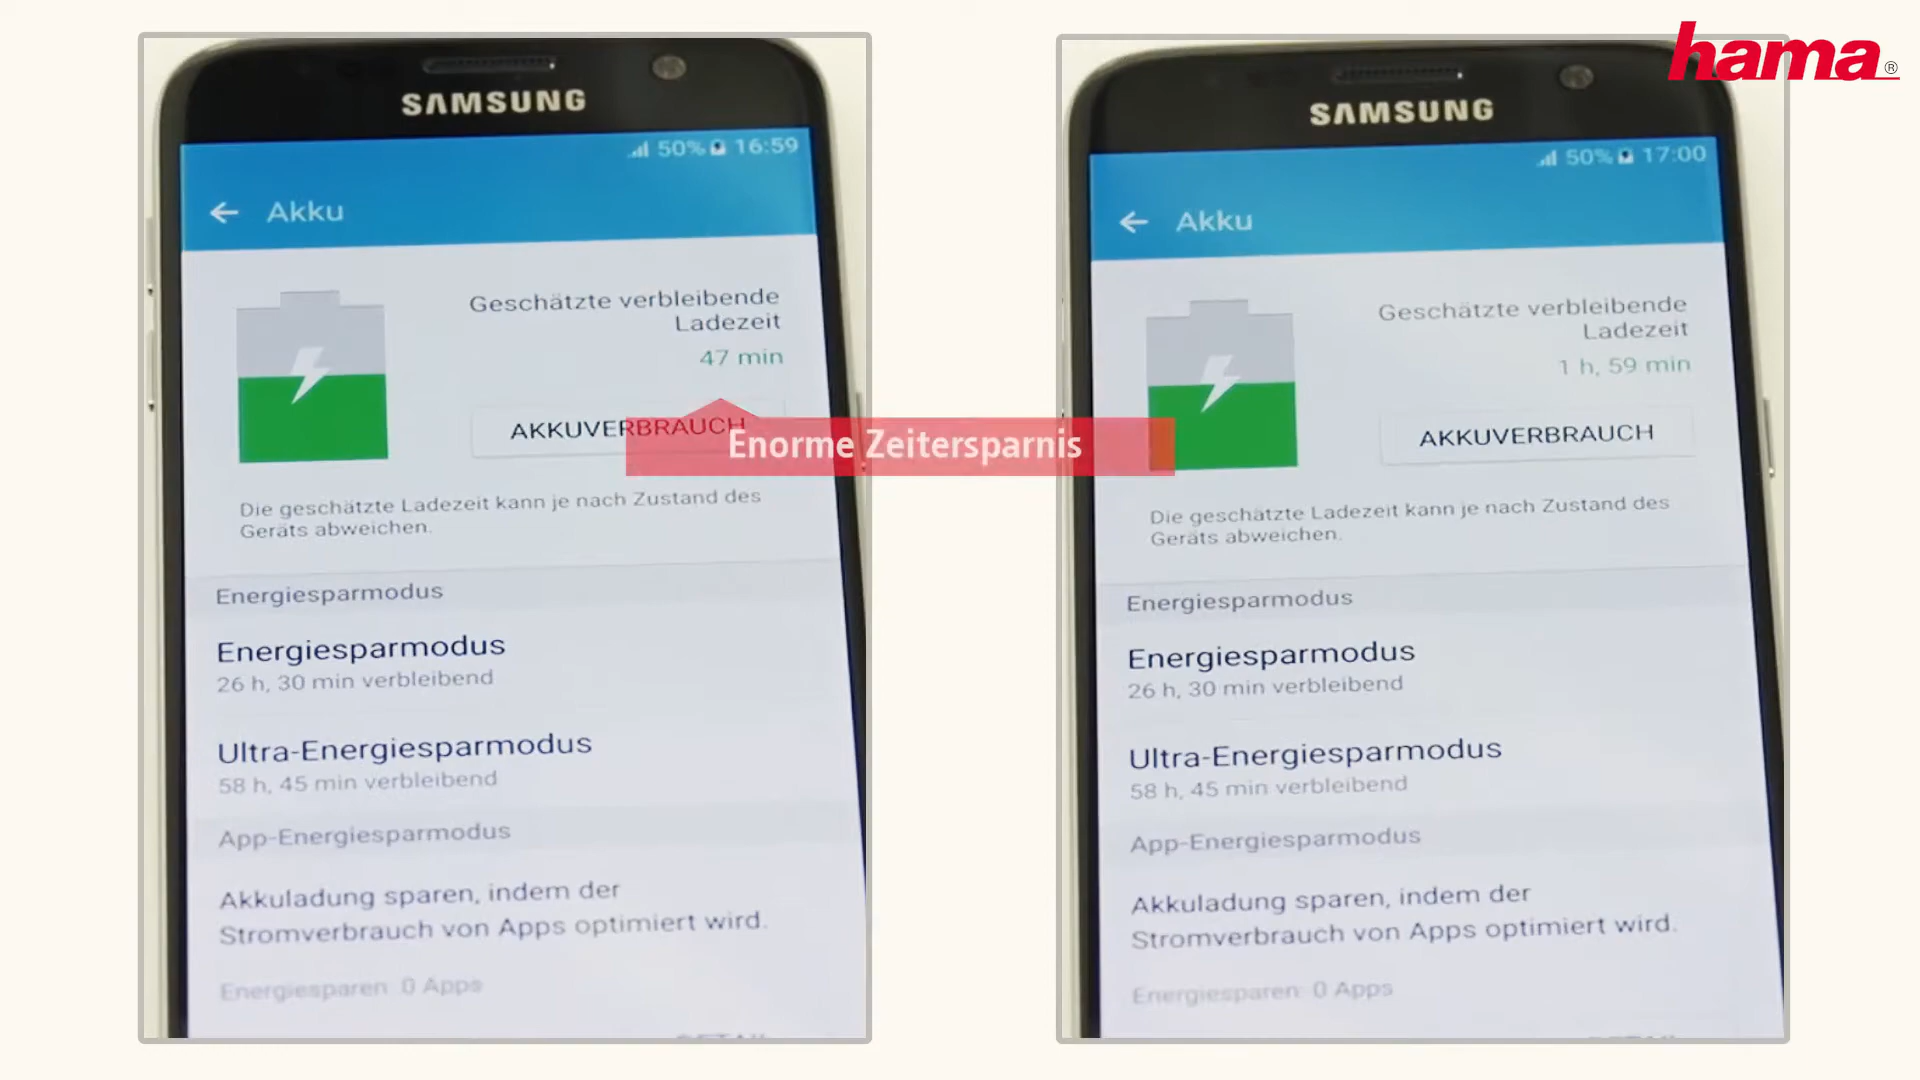 hama®
SAMSUNG
50% 16:59
Akku
Geschätzte verbleibende
Ladezeit
47 min
AKKUVERBRAUCH
Die geschätzte Ladezeit kann je nach Zustand des
Geräts abweichen.
Energiesparmodus
Energiesparmodus
26 h, 30 min verbleibend
Ultra-Energiesparmodus
58 h, 45 min verbleibend
App-Energiesparmodus
Akkuladung sparen, indem der
Stromverbrauch von Apps optimiert wird.
Energiesparen: 0 Apps
Enorme Zeitersparnis
SAMSUNG
50% 17:00
Akku
Geschätzte verbleibende
Ladezeit
1 h, 59 min
AKKUVERBRAUCH
Die geschätzte Ladezeit kann je nach Zustand des
Geräts abweichen.
Energiesparmodus
Energiesparmodus
26 h, 30 min verbleibend
Ultra-Energiesparmodus
58 h, 45 min verbleibend
App-Energiesparmodus
Akkuladung sparen, indem der
Stromverbrauch von Apps optimiert wird.
Energiesparen: 0 Apps